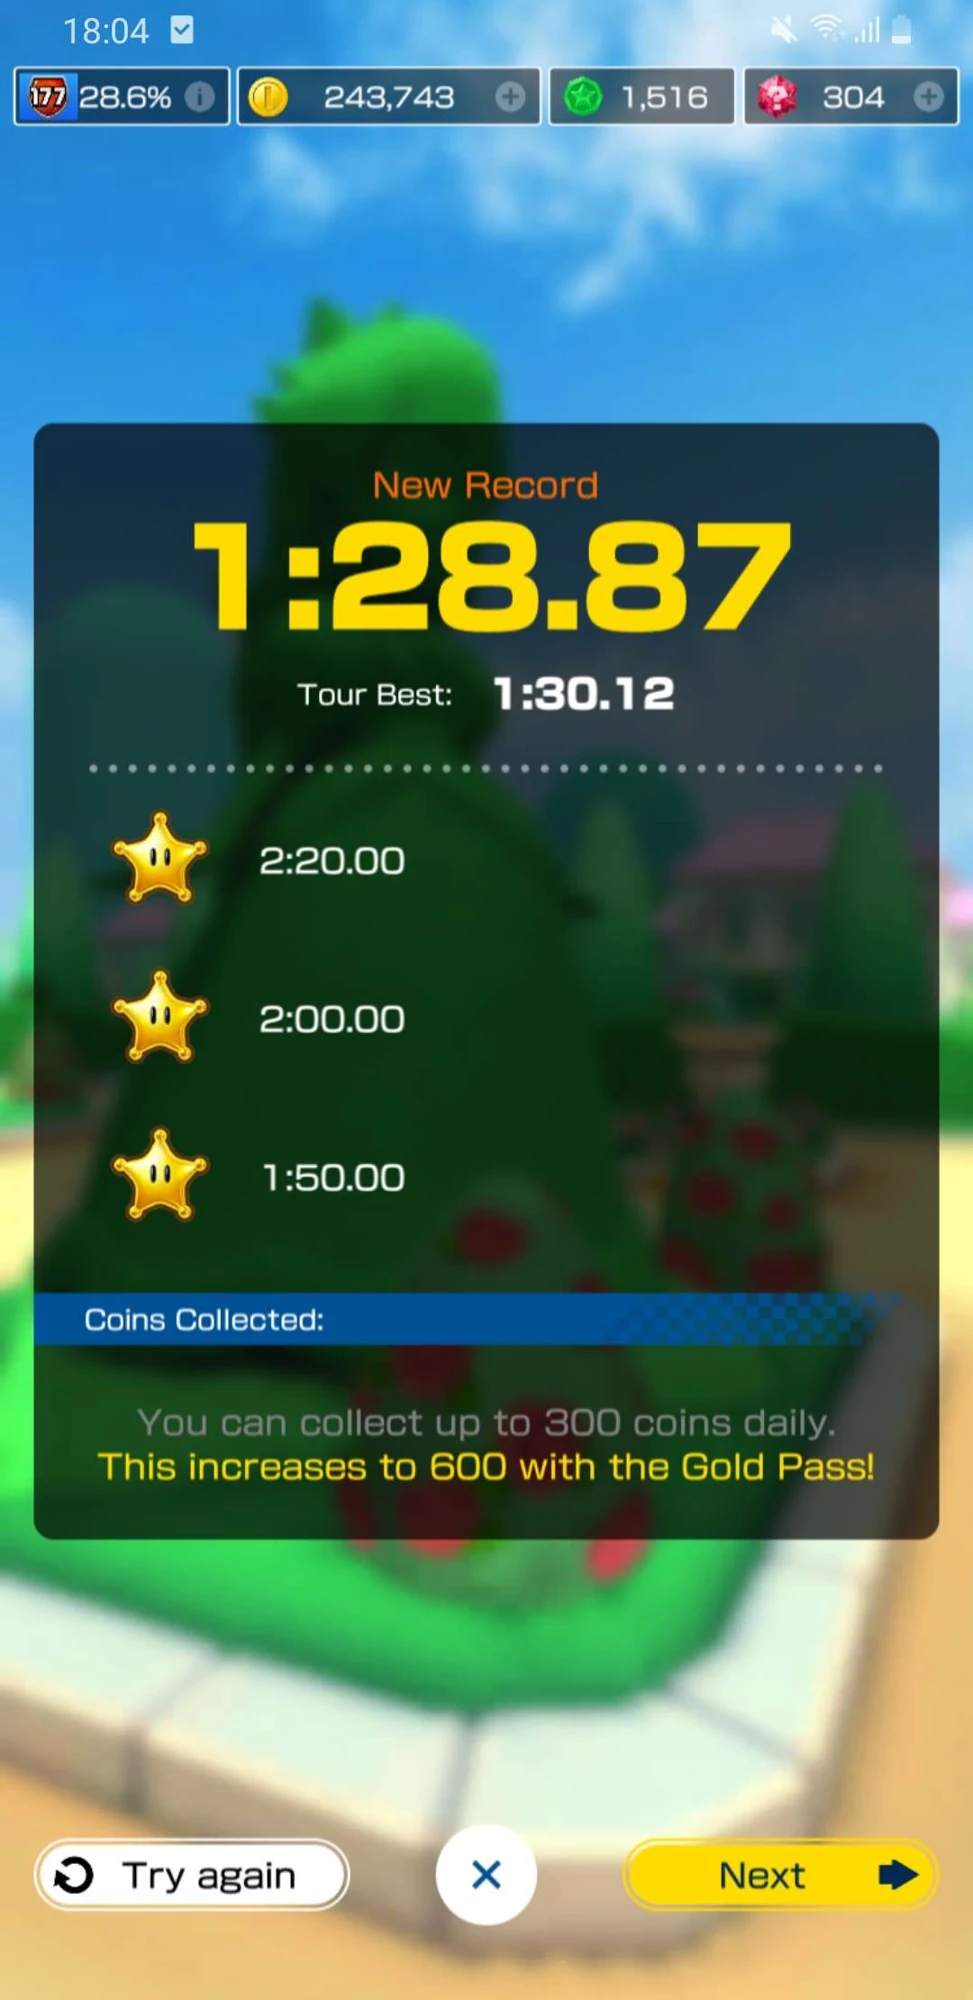 18:04
177 28.6% i 243,743 + 1,516 304 +
New Record
1:28.87
Tour Best: 1:30.12
2:20.00
2:00.00
1:50.00
Coins Collected:
You can collect up to 300 coins daily.
This increases to 600 with the Gold Pass!
Try again × Next